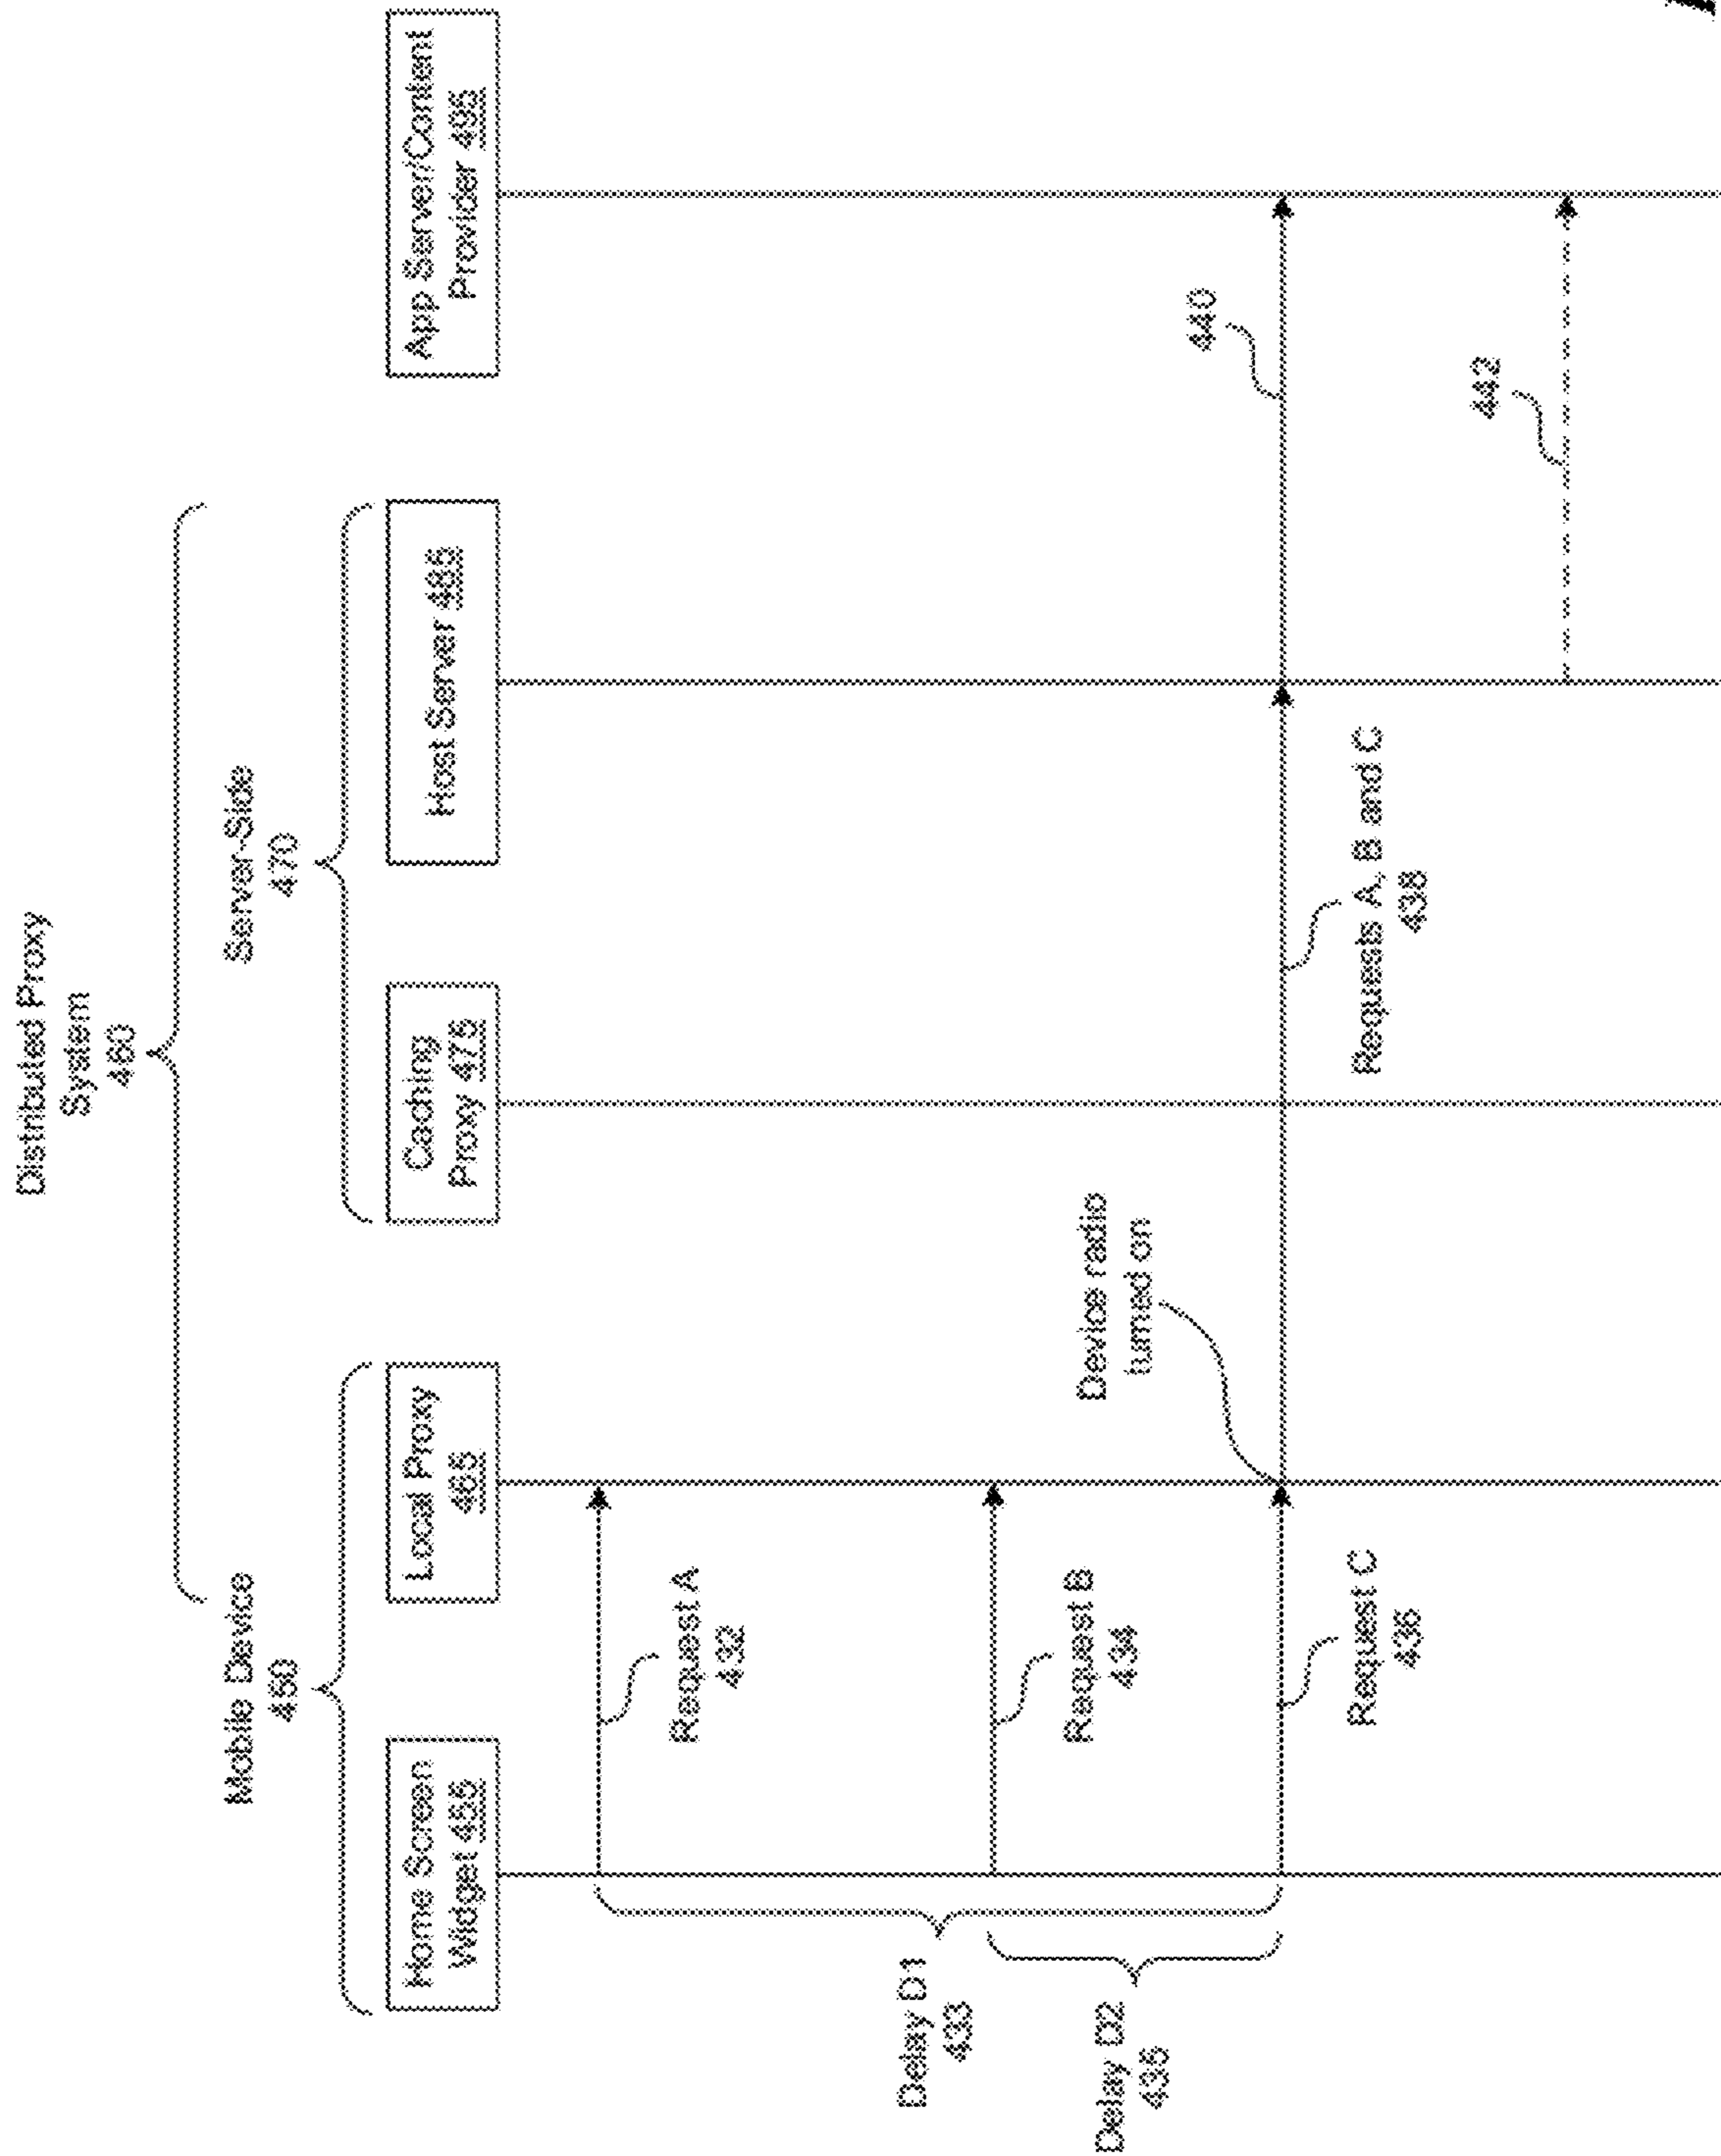 Distributed Proxy
System
460
Mobile Device
450
Server-Side
470
Home Screen
Widget 455
Local Proxy
465
Caching
Proxy 475
Host Server 485
App Server/Content
Provider 495
Request A
432
Delay D1
433
Request B
434
Delay D2
435
Device radio
turned on
Request C
436
Requests A, B and C
438
440
442